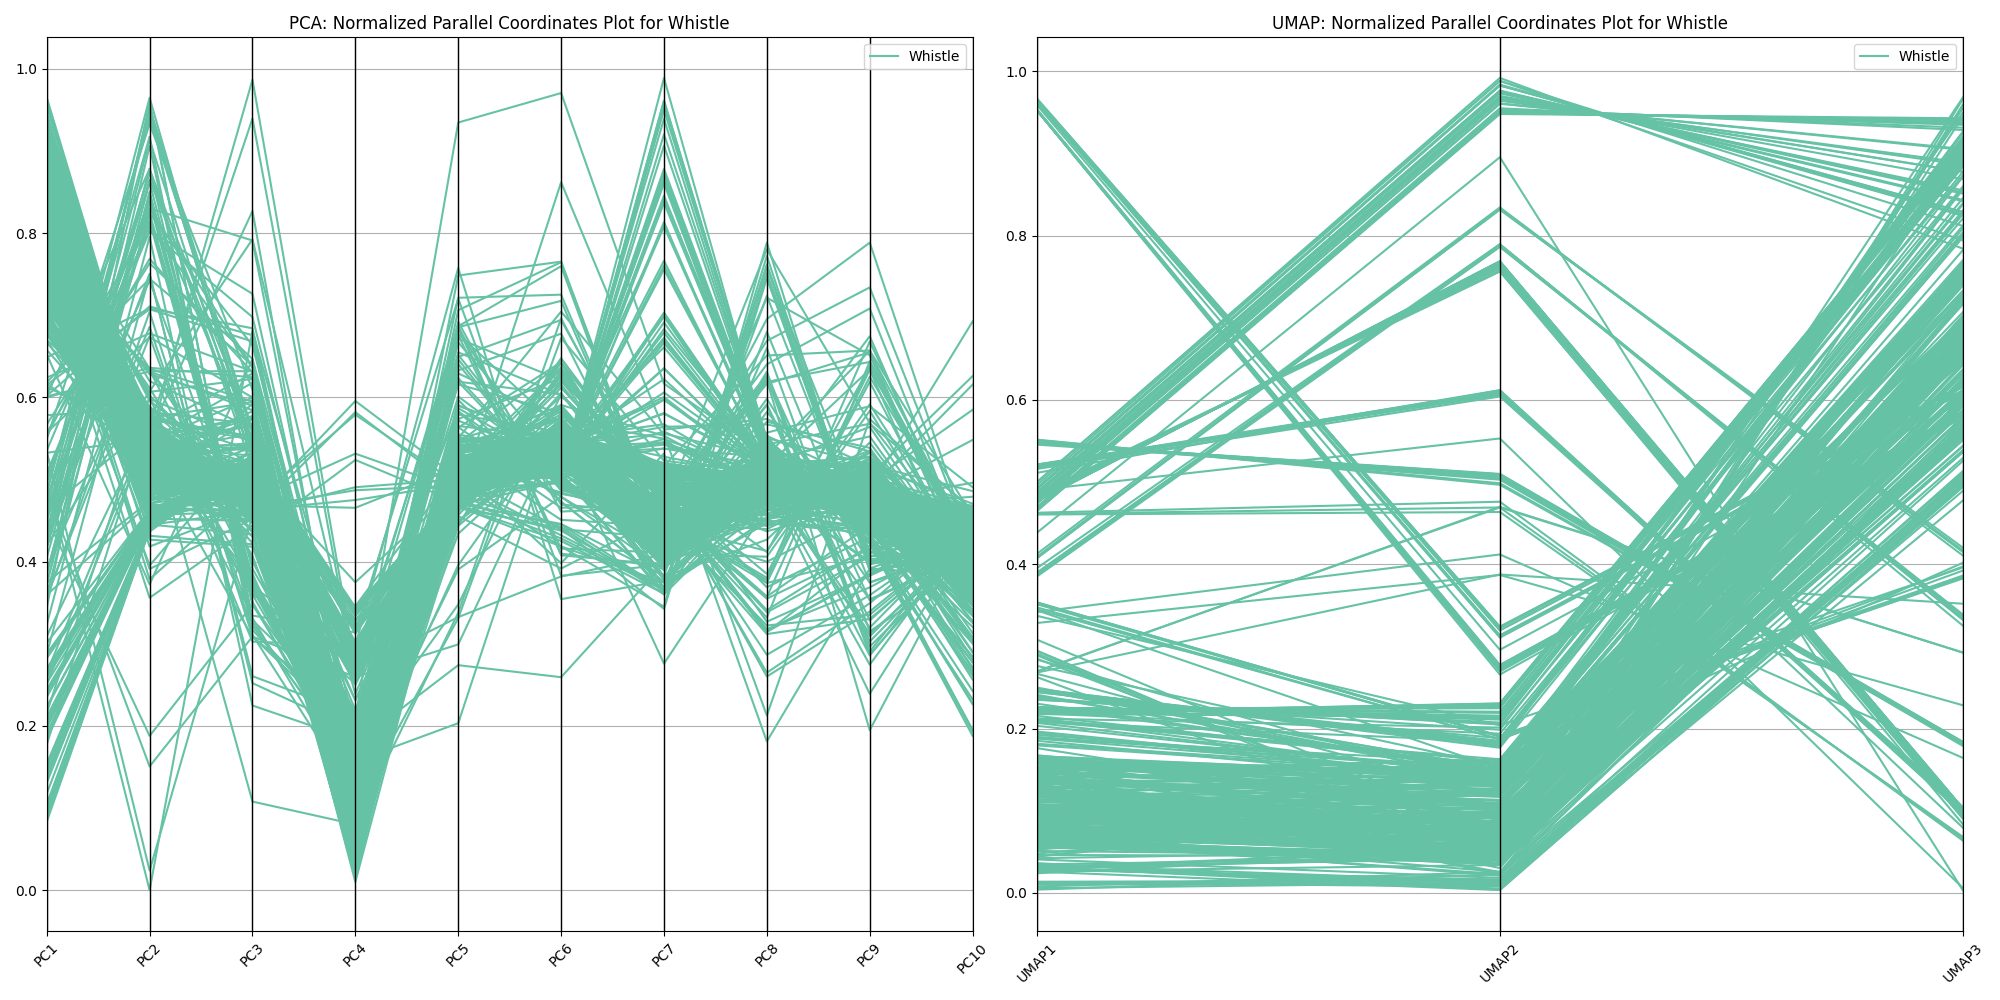 PCA: Normalized Parallel Coordinates Plot for Whistle
Whistle
1.0
0.8
0.6
0.4
0.2
0.0
PC1
PC2
PC3
PC4
PC5
PC6
PC7
PC8
PC9
PC10
UMAP: Normalized Parallel Coordinates Plot for Whistle
Whistle
1.0
0.8
0.6
0.4
0.2
0.0
UMAP1
UMAP2
UMAP3